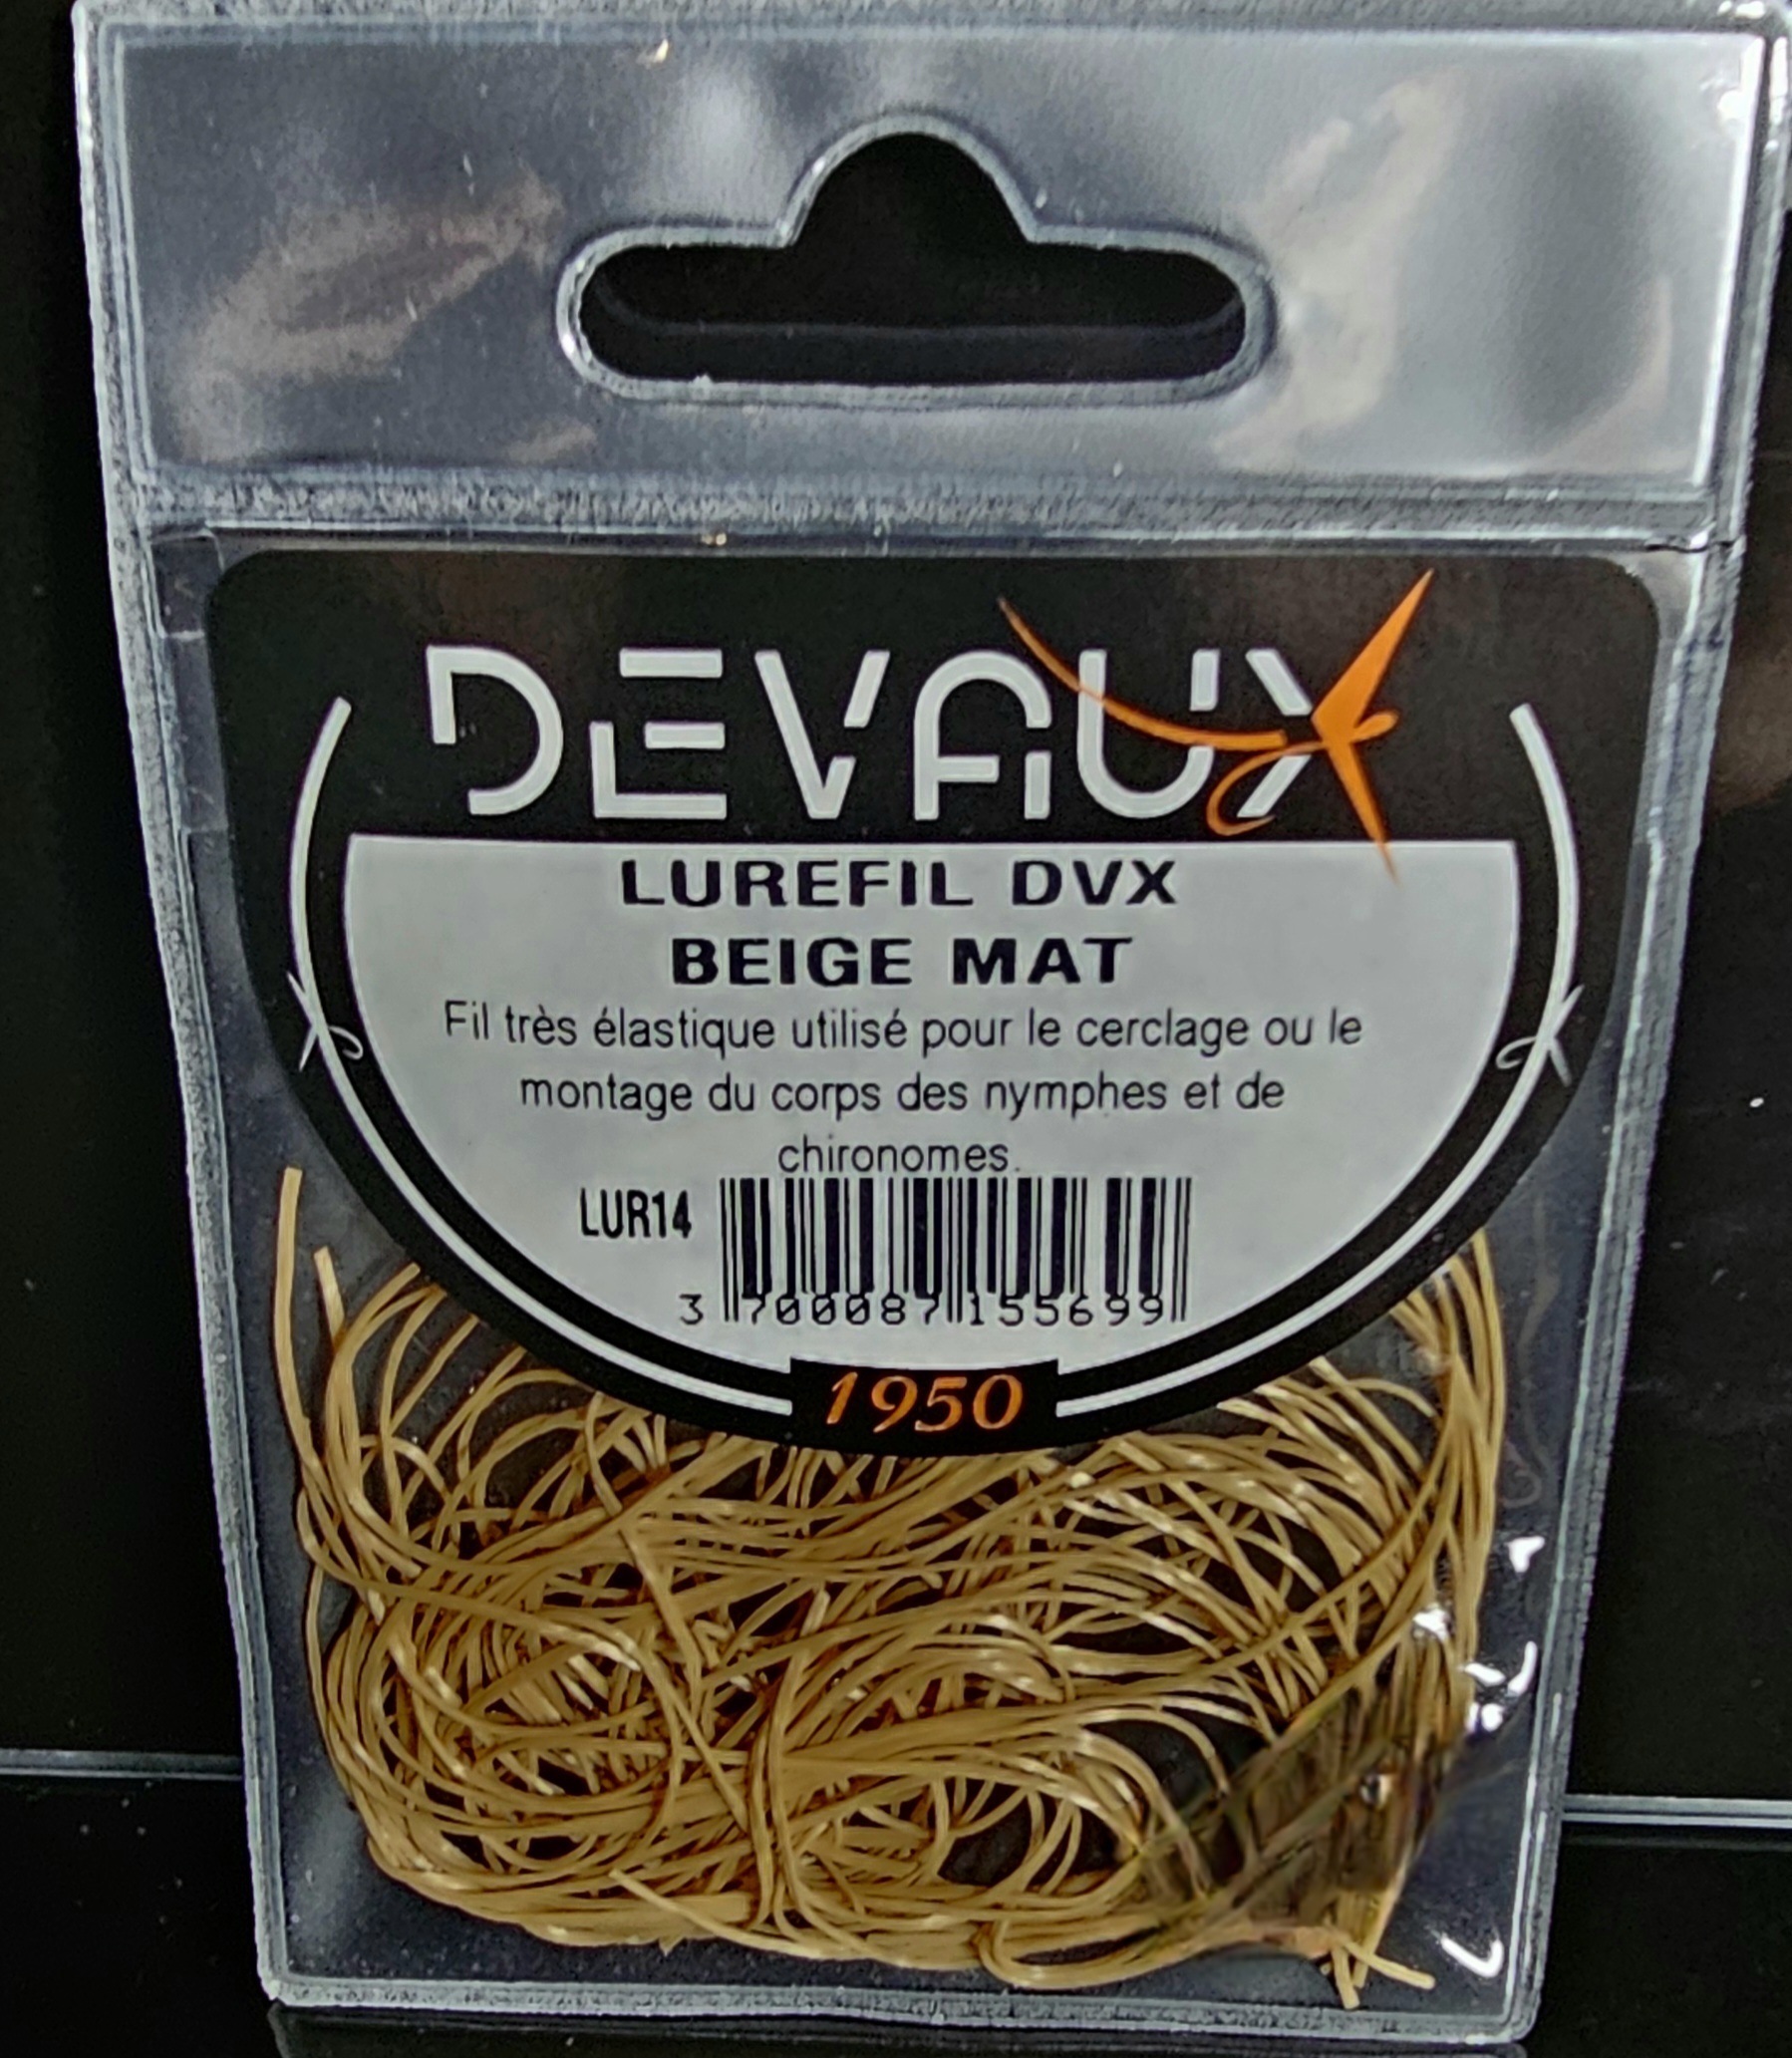 DEVAUX
LUREFIL DVX
BEIGE MAT
Fil très élastique utilisé pour le cerclage ou le
montage du corps des nymphes et de
chironomes.
LUR14
3 700087 155699
1950